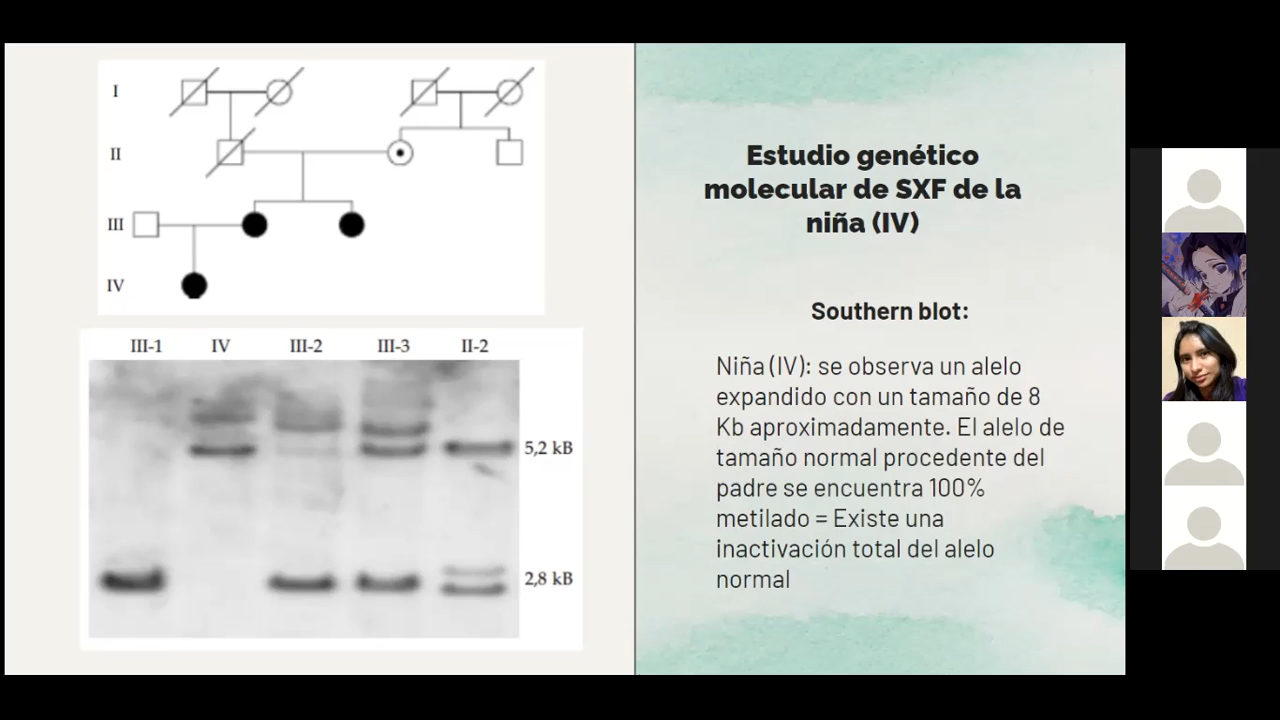 I
II
III
IV
III-1 IV III-2 III-3 II-2
5,2 kB
2,8 kB
Estudio genético
molecular de SXF de la
niña (IV)
Southern blot:
Niña (IV): se observa un alelo
expandido con un tamaño de 8
Kb aproximadamente. El alelo de
tamaño normal procedente del
padre se encuentra 100%
metilado = Existe una
inactivación total del alelo
normal